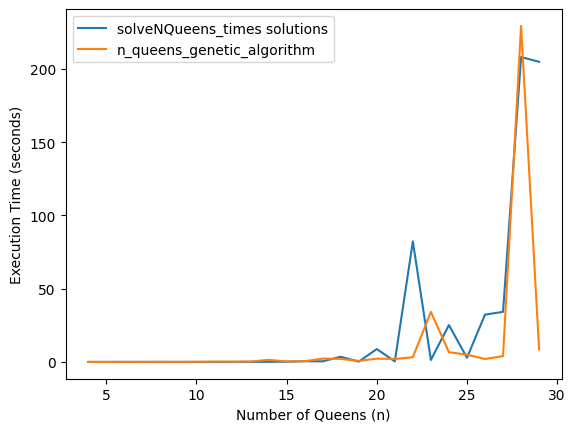 solveNQueens_times solutions
n_queens_genetic_algorithm
Execution Time (seconds)
200
150
100
50
0
5
10
15
20
25
30
Number of Queens (n)